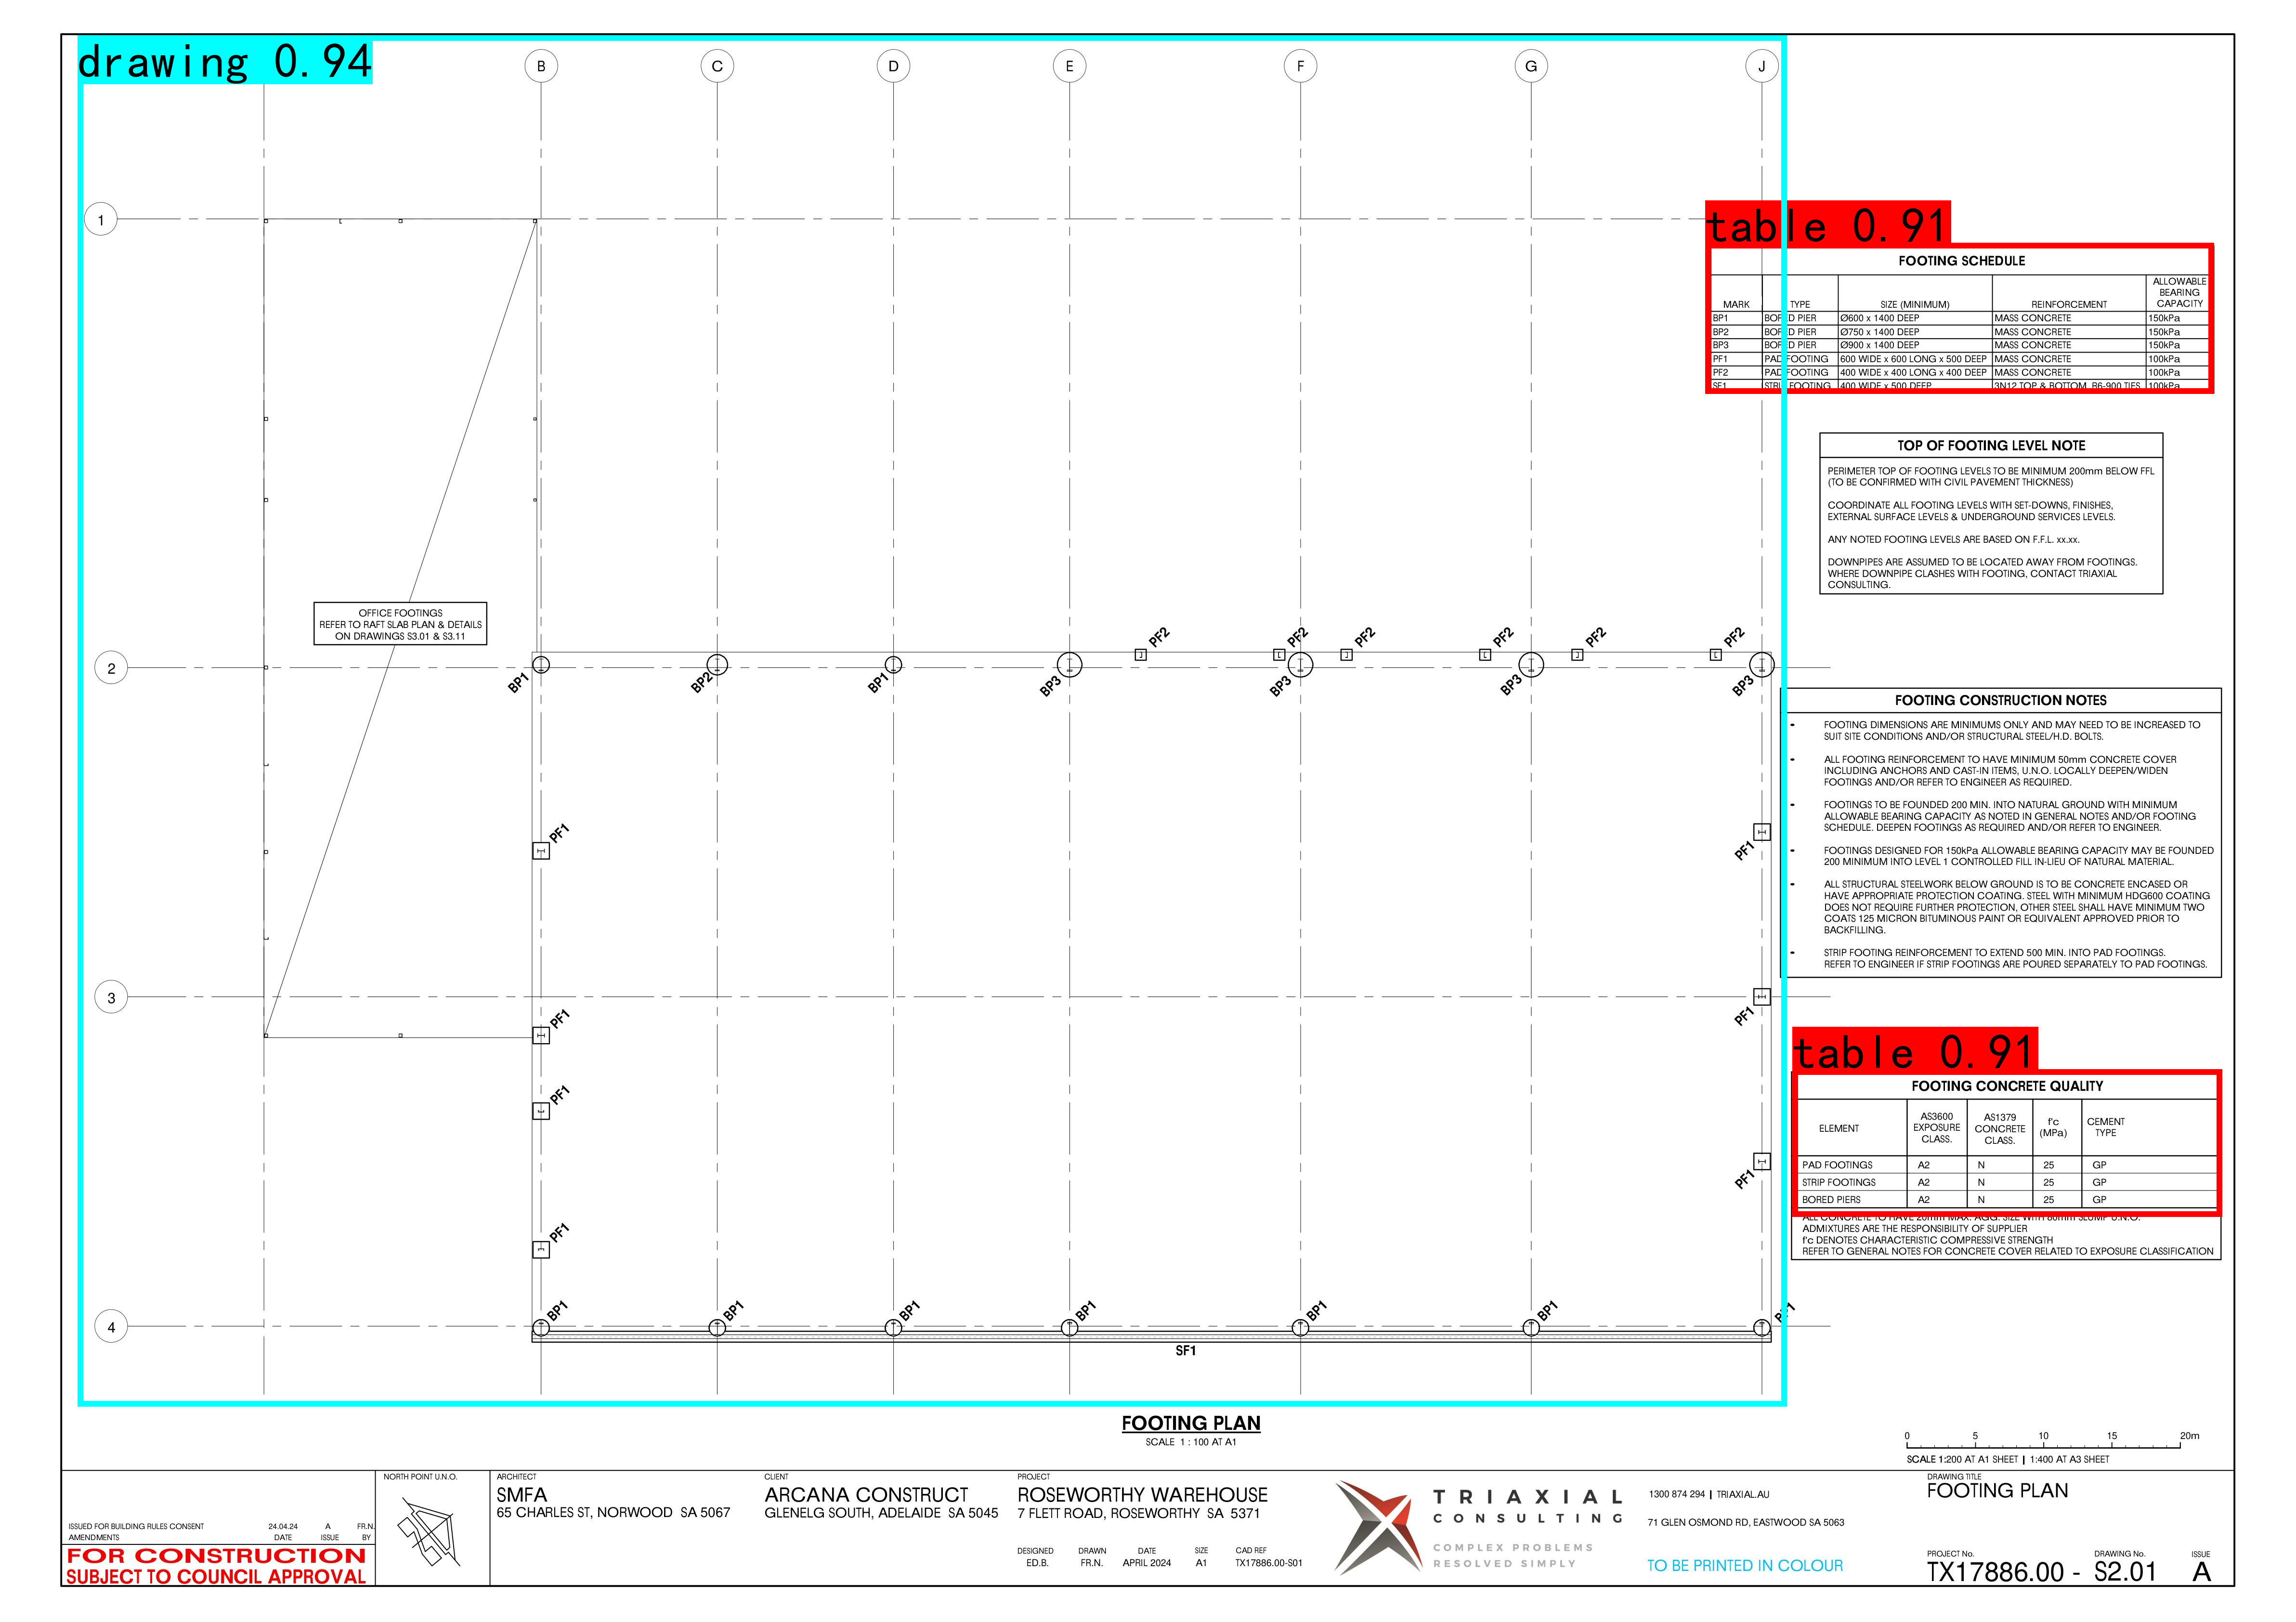 drawing 0.94
B
C
D
E
F
G
J
1
2
3
4
table 0.91
FOOTING SCHEDULE
MARK TYPE SIZE (MINIMUM) REINFORCEMENT ALLOWABLE BEARING CAPACITY
BP1 BORED PIER Ø600 x 1400 DEEP MASS CONCRETE 150kPa
BP2 BORED PIER Ø750 x 1400 DEEP MASS CONCRETE 150kPa
BP3 BORED PIER Ø900 x 1400 DEEP MASS CONCRETE 150kPa
PF1 PAD FOOTING 600 WIDE x 600 LONG x 500 DEEP MASS CONCRETE 100kPa
PF2 PAD FOOTING 400 WIDE x 400 LONG x 400 DEEP MASS CONCRETE 100kPa
SF1 STRIP FOOTING 400 WIDE x 500 DEEP 3N12 TOP & BOTTOM, R6-900 TIES 100kPa
TOP OF FOOTING LEVEL NOTE
PERIMETER TOP OF FOOTING LEVELS TO BE MINIMUM 200mm BELOW FFL
(TO BE CONFIRMED WITH CIVIL PAVEMENT THICKNESS)
COORDINATE ALL FOOTING LEVELS WITH SET-DOWNS, FINISHES,
EXTERNAL SURFACE LEVELS & UNDERGROUND SERVICES LEVELS.
ANY NOTED FOOTING LEVELS ARE BASED ON F.F.L. xx.xx.
DOWNPIPES ARE ASSUMED TO BE LOCATED AWAY FROM FOOTINGS.
WHERE DOWNPIPE CLASHES WITH FOOTING, CONTACT TRIAXIAL
CONSULTING.
OFFICE FOOTINGS
REFER TO RAFT SLAB PLAN & DETAILS
ON DRAWINGS S3.01 & S3.11
PF2 PF2 PF2 PF2 PF2 PF2
BP1 BP2 BP1 BP3 BP3 BP3 BP3
FOOTING CONSTRUCTION NOTES
• FOOTING DIMENSIONS ARE MINIMUMS ONLY AND MAY NEED TO BE INCREASED TO
SUIT SITE CONDITIONS AND/OR STRUCTURAL STEEL/H.D. BOLTS.
• ALL FOOTING REINFORCEMENT TO HAVE MINIMUM 50mm CONCRETE COVER
INCLUDING ANCHORS AND CAST-IN ITEMS, U.N.O. LOCALLY DEEPEN/WIDEN
FOOTINGS AND/OR REFER TO ENGINEER AS REQUIRED.
• FOOTINGS TO BE FOUNDED 200 MIN. INTO NATURAL GROUND WITH MINIMUM
ALLOWABLE BEARING CAPACITY AS NOTED IN GENERAL NOTES AND/OR FOOTING
SCHEDULE. DEEPEN FOOTINGS AS REQUIRED AND/OR REFER TO ENGINEER.
• FOOTINGS DESIGNED FOR 150kPa ALLOWABLE BEARING CAPACITY MAY BE FOUNDED
200 MINIMUM INTO LEVEL 1 CONTROLLED FILL IN-LIEU OF NATURAL MATERIAL.
• ALL STRUCTURAL STEELWORK BELOW GROUND IS TO BE CONCRETE ENCASED OR
HAVE APPROPRIATE PROTECTION COATING. STEEL WITH MINIMUM HDG600 COATING
DOES NOT REQUIRE FURTHER PROTECTION, OTHER STEEL SHALL HAVE MINIMUM TWO
COATS 125 MICRON BITUMINOUS PAINT OR EQUIVALENT APPROVED PRIOR TO
BACKFILLING.
• STRIP FOOTING REINFORCEMENT TO EXTEND 500 MIN. INTO PAD FOOTINGS.
REFER TO ENGINEER IF STRIP FOOTINGS ARE POURED SEPARATELY TO PAD FOOTINGS.
PF1
PF1
PF1
PF1
PF1
PF1
PF1
table 0.91
FOOTING CONCRETE QUALITY
ELEMENT AS3600 EXPOSURE CLASS. AS1379 CONCRETE CLASS. f'c (MPa) CEMENT TYPE
PAD FOOTINGS A2 N 25 GP
STRIP FOOTINGS A2 N 25 GP
BORED PIERS A2 N 25 GP
ALL CONCRETE TO HAVE 20mm MAX. AGG. SIZE WITH 80mm SLUMP U.N.O.
ADMIXTURES ARE THE RESPONSIBILITY OF SUPPLIER
f'c DENOTES CHARACTERISTIC COMPRESSIVE STRENGTH
REFER TO GENERAL NOTES FOR CONCRETE COVER RELATED TO EXPOSURE CLASSIFICATION
BP1 BP1 BP1 BP1 BP1 BP1
SF1
FOOTING PLAN
SCALE 1 : 100 AT A1
0 5 10 15 20m
SCALE 1:200 AT A1 SHEET | 1:400 AT A3 SHEET
ISSUED FOR BUILDING RULES CONSENT 24.04.24 A FR.N.
AMENDMENTS DATE ISSUE BY
FOR CONSTRUCTION
SUBJECT TO COUNCIL APPROVAL
NORTH POINT U.N.O.
ARCHITECT
SMFA
65 CHARLES ST, NORWOOD SA 5067
CLIENT
ARCANA CONSTRUCT
GLENELG SOUTH, ADELAIDE SA 5045
PROJECT
ROSEWORTHY WAREHOUSE
7 FLETT ROAD, ROSEWORTHY SA 5371
DESIGNED DRAWN DATE SIZE CAD REF
ED.B. FR.N. APRIL 2024 A1 TX17886.00-S01
TRIAXIAL
CONSULTING
COMPLEX PROBLEMS
RESOLVED SIMPLY
1300 874 294 | TRIAXIAL.AU
71 GLEN OSMOND RD, EASTWOOD SA 5063
TO BE PRINTED IN COLOUR
DRAWING TITLE
FOOTING PLAN
PROJECT No. DRAWING No. ISSUE
TX17886.00 - S2.01 A